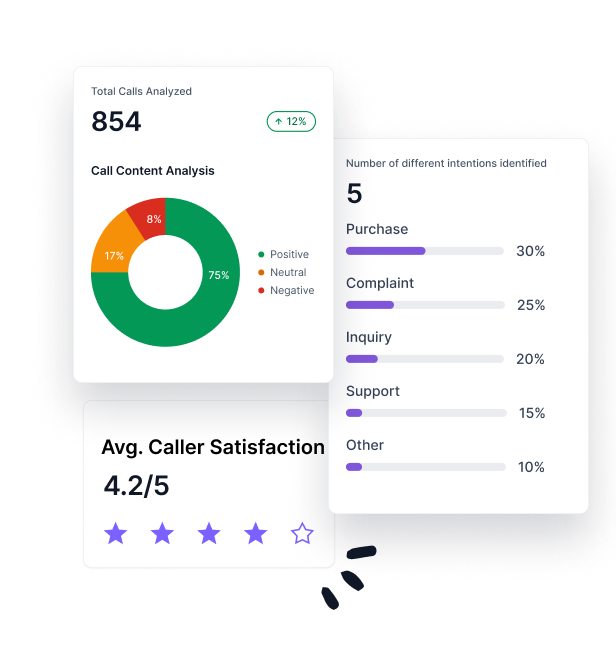 Total Calls Analyzed
854
↑ 12%
Call Content Analysis
8%
17%
75%
Positive
Neutral
Negative
Number of different intentions identified
5
Purchase
30%
Complaint
25%
Inquiry
20%
Support
15%
Other
10%
Avg. Caller Satisfaction
4.2/5